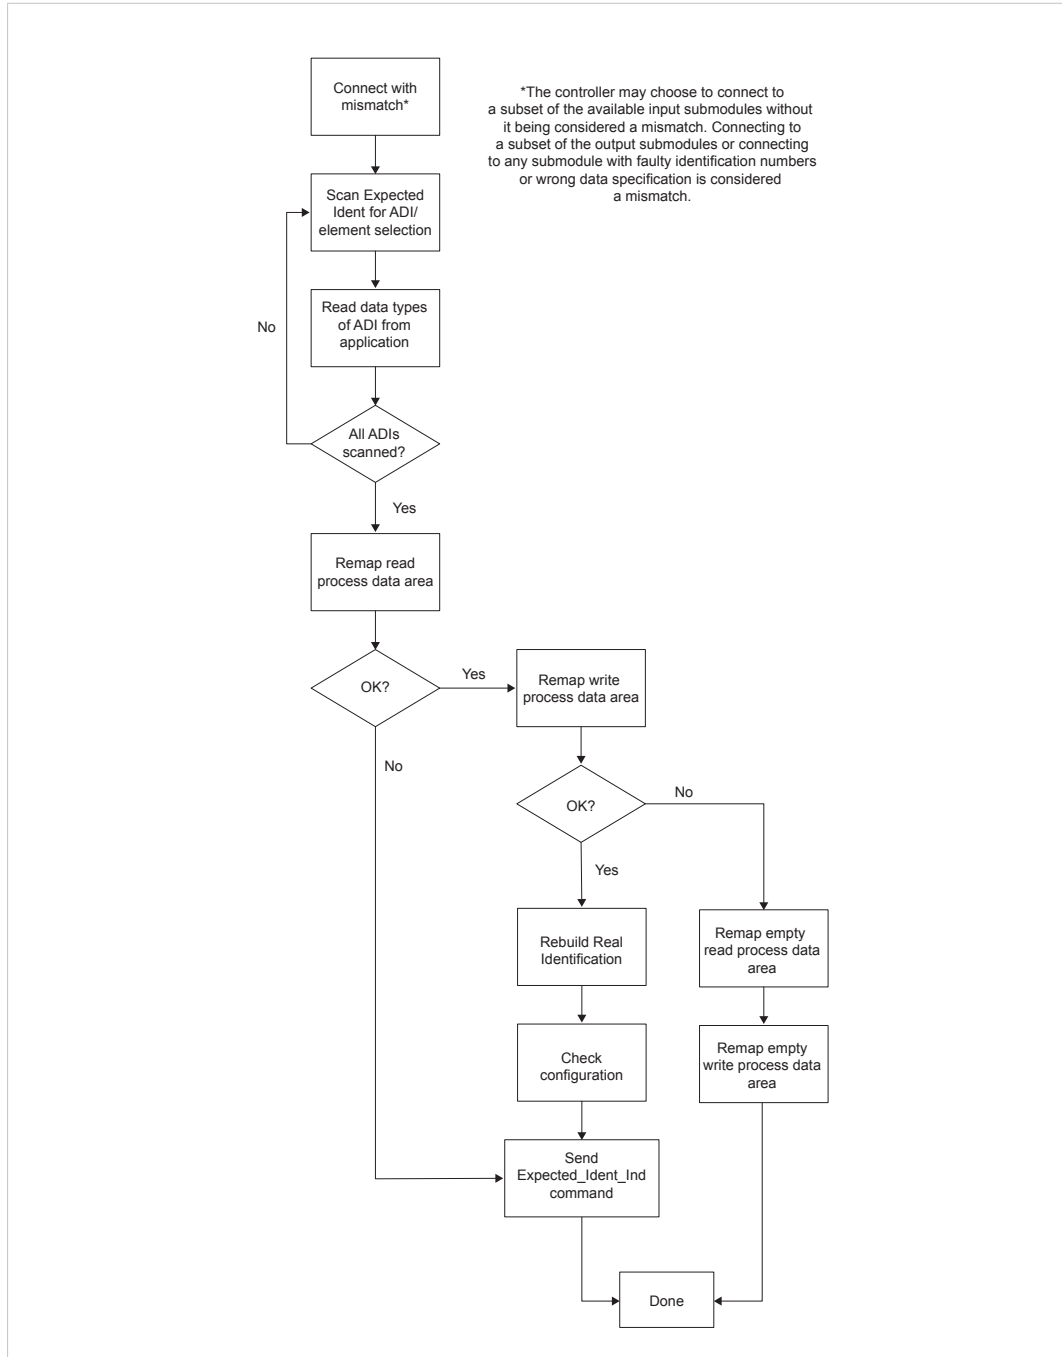 Connect with
mismatch*
*The controller may choose to connect to
a subset of the available input submodules without
it being considered a mismatch. Connecting to
a subset of the output submodules or connecting
to any submodule with faulty identification numbers
or wrong data specification is considered
a mismatch.
Scan Expected
Ident for ADI/
element selection
Read data types
of ADI from
application
No
All ADIs
scanned?
Yes
Remap read
process data area
OK?
Yes
Remap write
process data area
No
OK?
No
Yes
Rebuild Real
Identification
Remap empty
read process data
area
Check
configuration
Remap empty
write process data
area
Send
Expected_Ident_Ind
command
Done